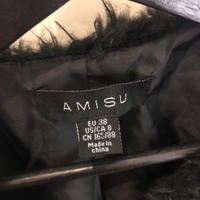 AMISU
EU 38
US/CA 8
CN 165/88
Made in
china